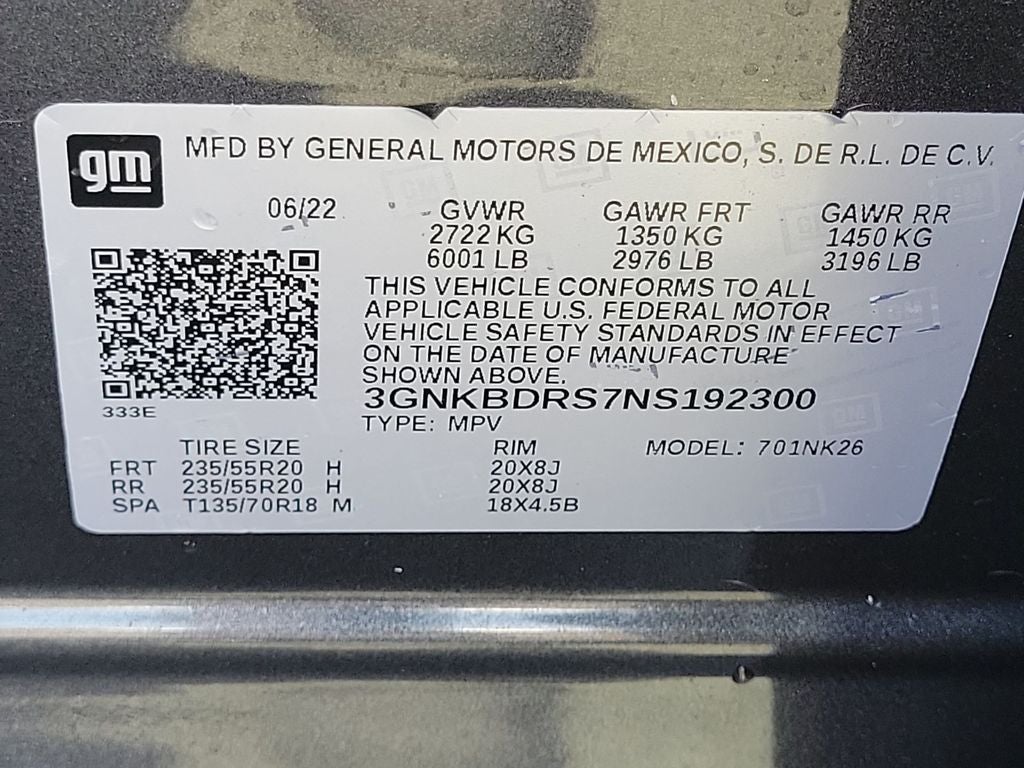 gm
MFD BY GENERAL MOTORS DE MEXICO, S. DE R.L. DE C.V.
06/22 GVWR GAWR FRT GAWR RR
2722 KG 1350 KG 1450 KG
6001 LB 2976 LB 3196 LB
THIS VEHICLE CONFORMS TO ALL
APPLICABLE U.S. FEDERAL MOTOR
VEHICLE SAFETY STANDARDS IN EFFECT
ON THE DATE OF MANUFACTURE
SHOWN ABOVE.
3GNKBDRS7NS192300
333E
TYPE: MPV
TIRE SIZE RIM MODEL: 701NK26
FRT 235/55R20 H 20X8J
RR 235/55R20 H 20X8J
SPA T135/70R18 M 18X4.5B